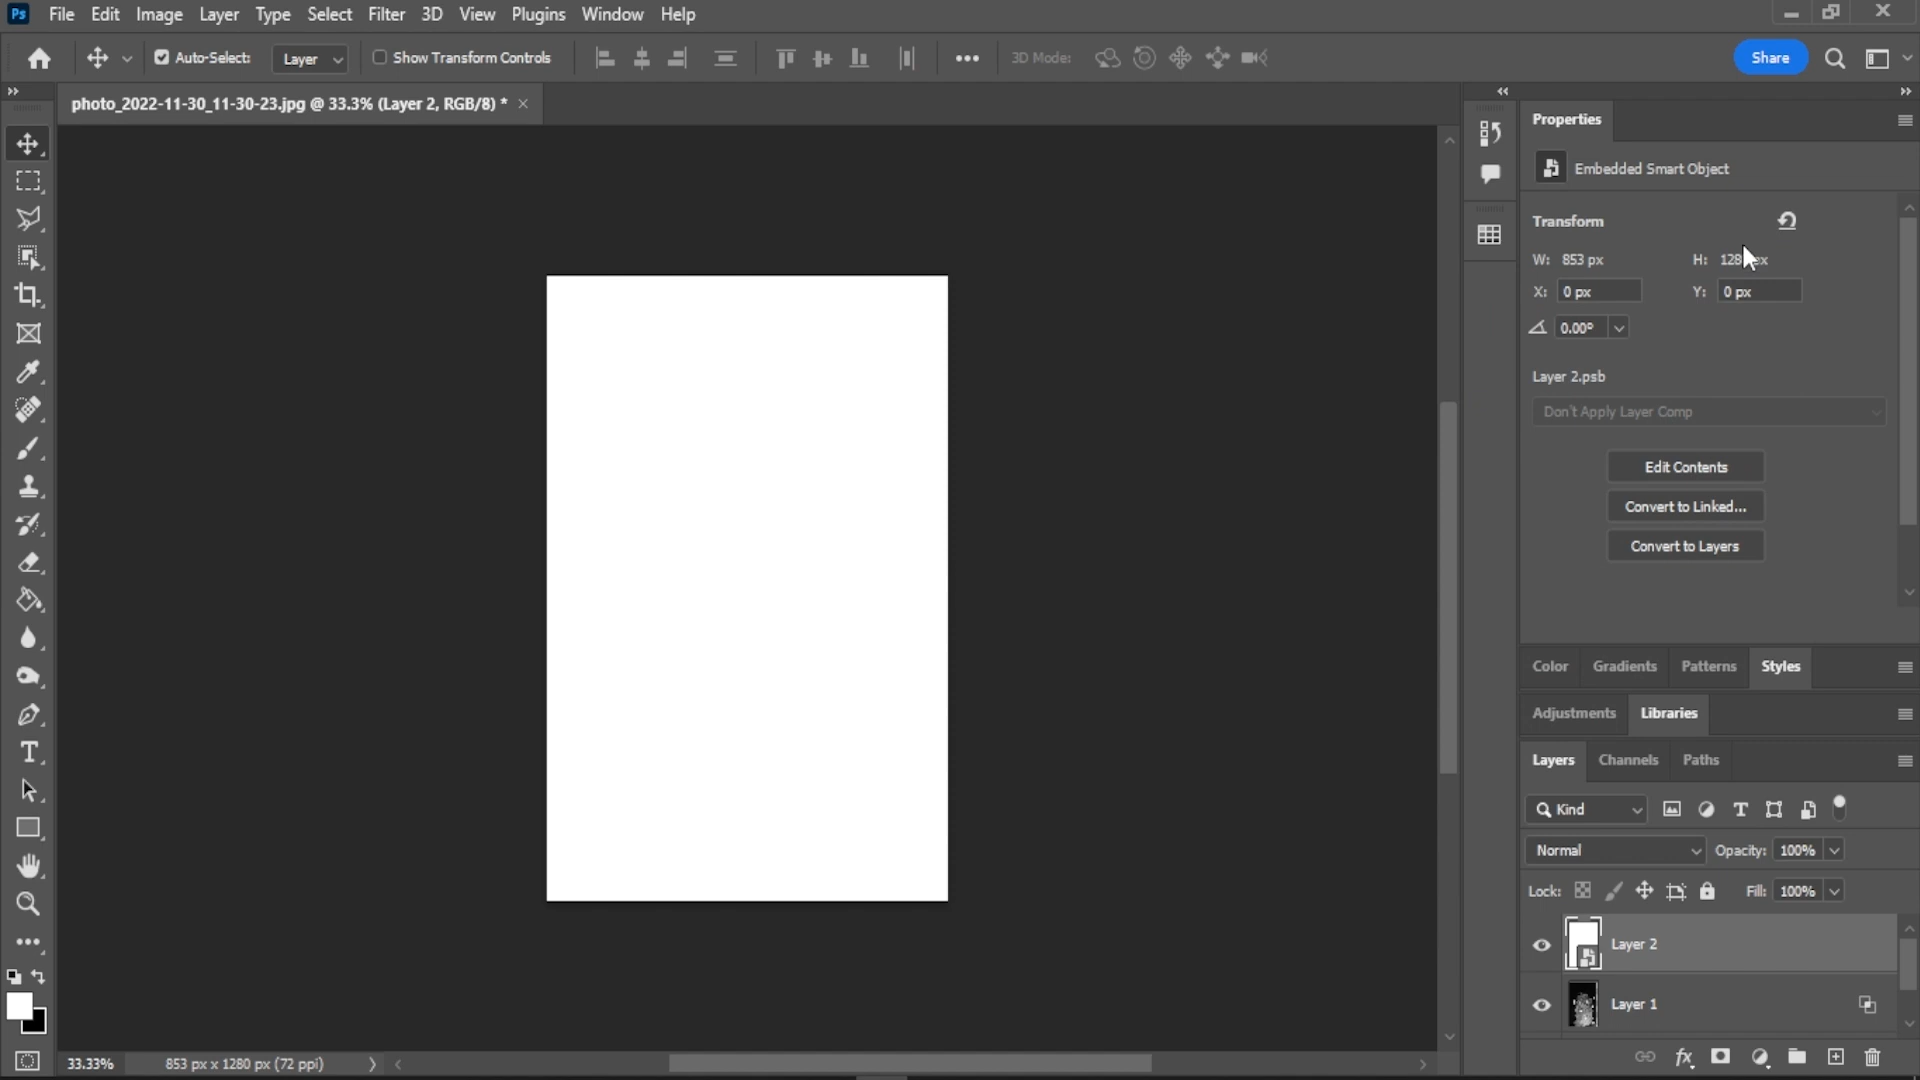 Ps File Edit Image Layer Type Select Filter 3D View Plugins Window Help
Auto-Select: Layer Show Transform Controls 3D Mode: Share
photo_2022-11-30_11-30-23.jpg @ 33.3% (Layer 2, RGB/8) *
Properties
Embedded Smart Object
Transform
W: 853 px H:
X: 0 px Y: 0 px
0.00°
Layer 2.psb
Don't Apply Layer Comp
Edit Contents
Convert to Linked...
Convert to Layers
Color Gradients Patterns Styles
Adjustments Libraries
Layers Channels Paths
Kind
Normal Opacity: 100%
Lock: Fill: 100%
Layer 2
Layer 1
33.33% 853 px x 1280 px (72 ppi)